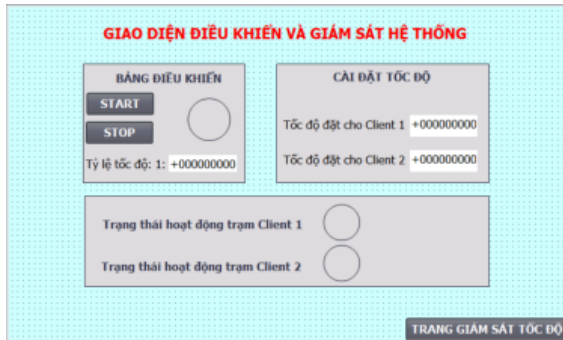 GIAO DIỆN ĐIỀU KHIỂN VÀ GIÁM SÁT HỆ THỐNG
BẢNG ĐIỀU KHIỂN
START
STOP
Tỷ lệ tốc độ: 1: +000000000
CÀI ĐẶT TỐC ĐỘ
Tốc độ đặt cho Client 1 +000000000
Tốc độ đặt cho Client 2 +000000000
Trạng thái hoạt động trạm Client 1
Trạng thái hoạt động trạm Client 2
TRANG GIÁM SÁT TỐC ĐỘ